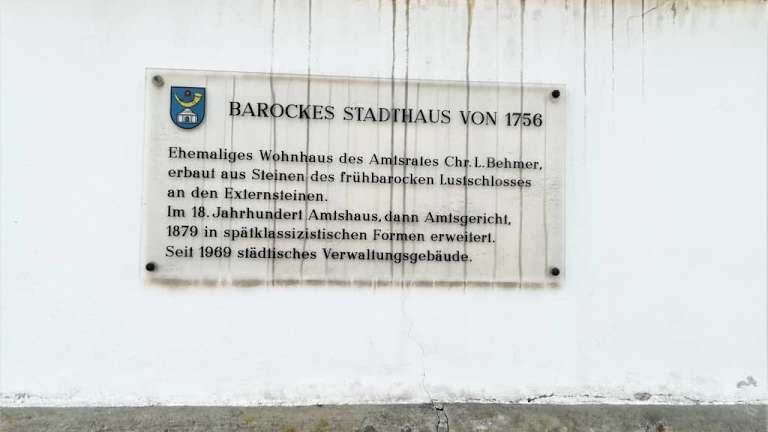 BAROCKES STADTHAUS VON 1756
Ehemaliges Wohnhaus des Amtsrates Chr. L. Behmer,
erbaut aus Steinen des frühbarocken Lustschlosses
an den Externsteinen.
Im 18. Jahrhundert Amtshaus, dann Amtsgericht,
1879 in spätklassizistischen Formen erweitert.
Seit 1969 städtisches Verwaltungsgebäude.